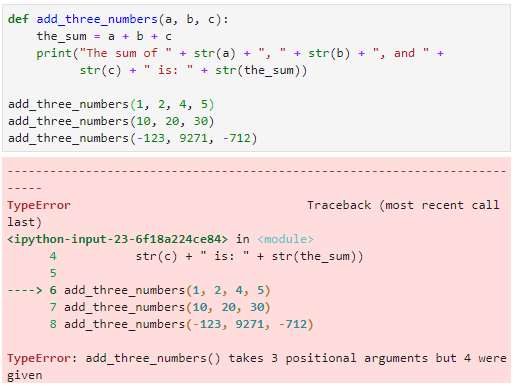 def add_three_numbers(a, b, c):
    the_sum = a + b + c
    print("The sum of " + str(a) + ", " + str(b) + ", and " +
          str(c) + " is: " + str(the_sum))

add_three_numbers(1, 2, 4, 5)
add_three_numbers(10, 20, 30)
add_three_numbers(-123, 9271, -712)
---------------------------------------------------------------------------
TypeError                                 Traceback (most recent call
last)
<ipython-input-23-6f18a224ce84> in <module>
      4           str(c) + " is: " + str(the_sum))
      5
----> 6 add_three_numbers(1, 2, 4, 5)
      7 add_three_numbers(10, 20, 30)
      8 add_three_numbers(-123, 9271, -712)

TypeError: add_three_numbers() takes 3 positional arguments but 4 were
given